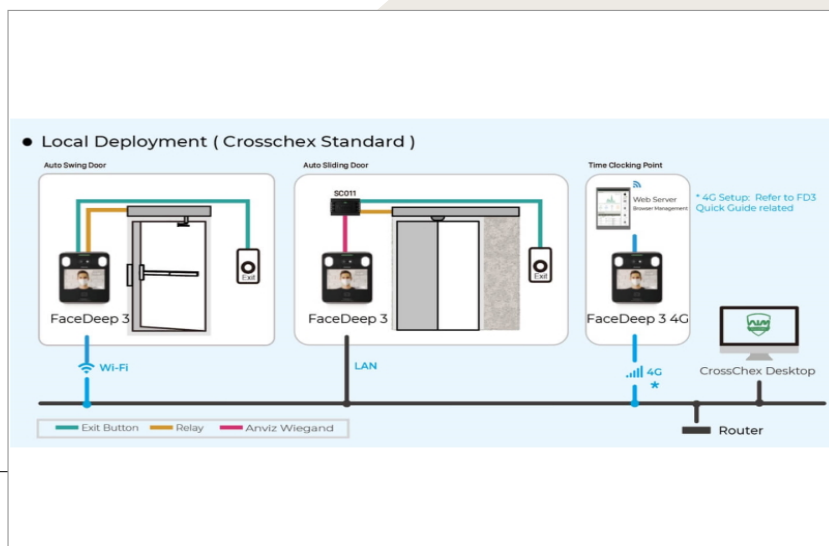 Local Deployment ( Crosschex Standard )
Auto Swing Door
Auto Sliding Door
Time Clocking Point
SC011
Web Server
Browser Management
* 4G Setup: Refer to FD3
Quick Guide related
Exit
Exit
FaceDeep 3
FaceDeep 3
FaceDeep 3 4G
Wi-Fi
LAN
4G
*
CrossChex Desktop
Exit Button
Relay
Anviz Wiegand
Router